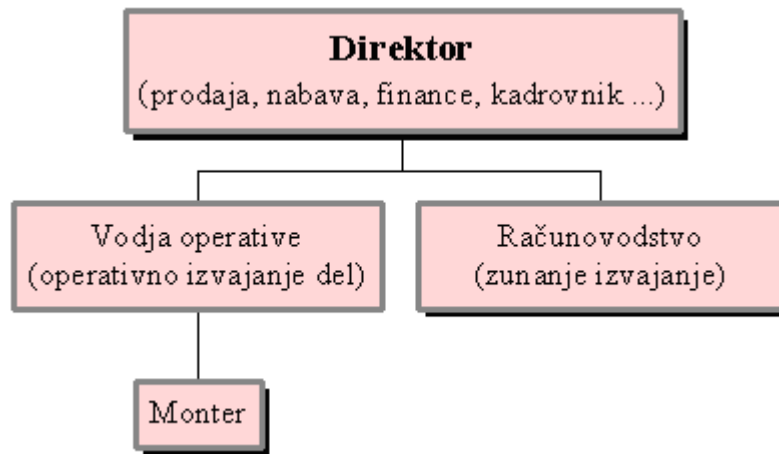 Direktor
(prodaja, nabava, finance, kadrovnik ...)
Vodja operative
(operativno izvajanje del)
Računovodstvo
(zunanje izvajanje)
Monter